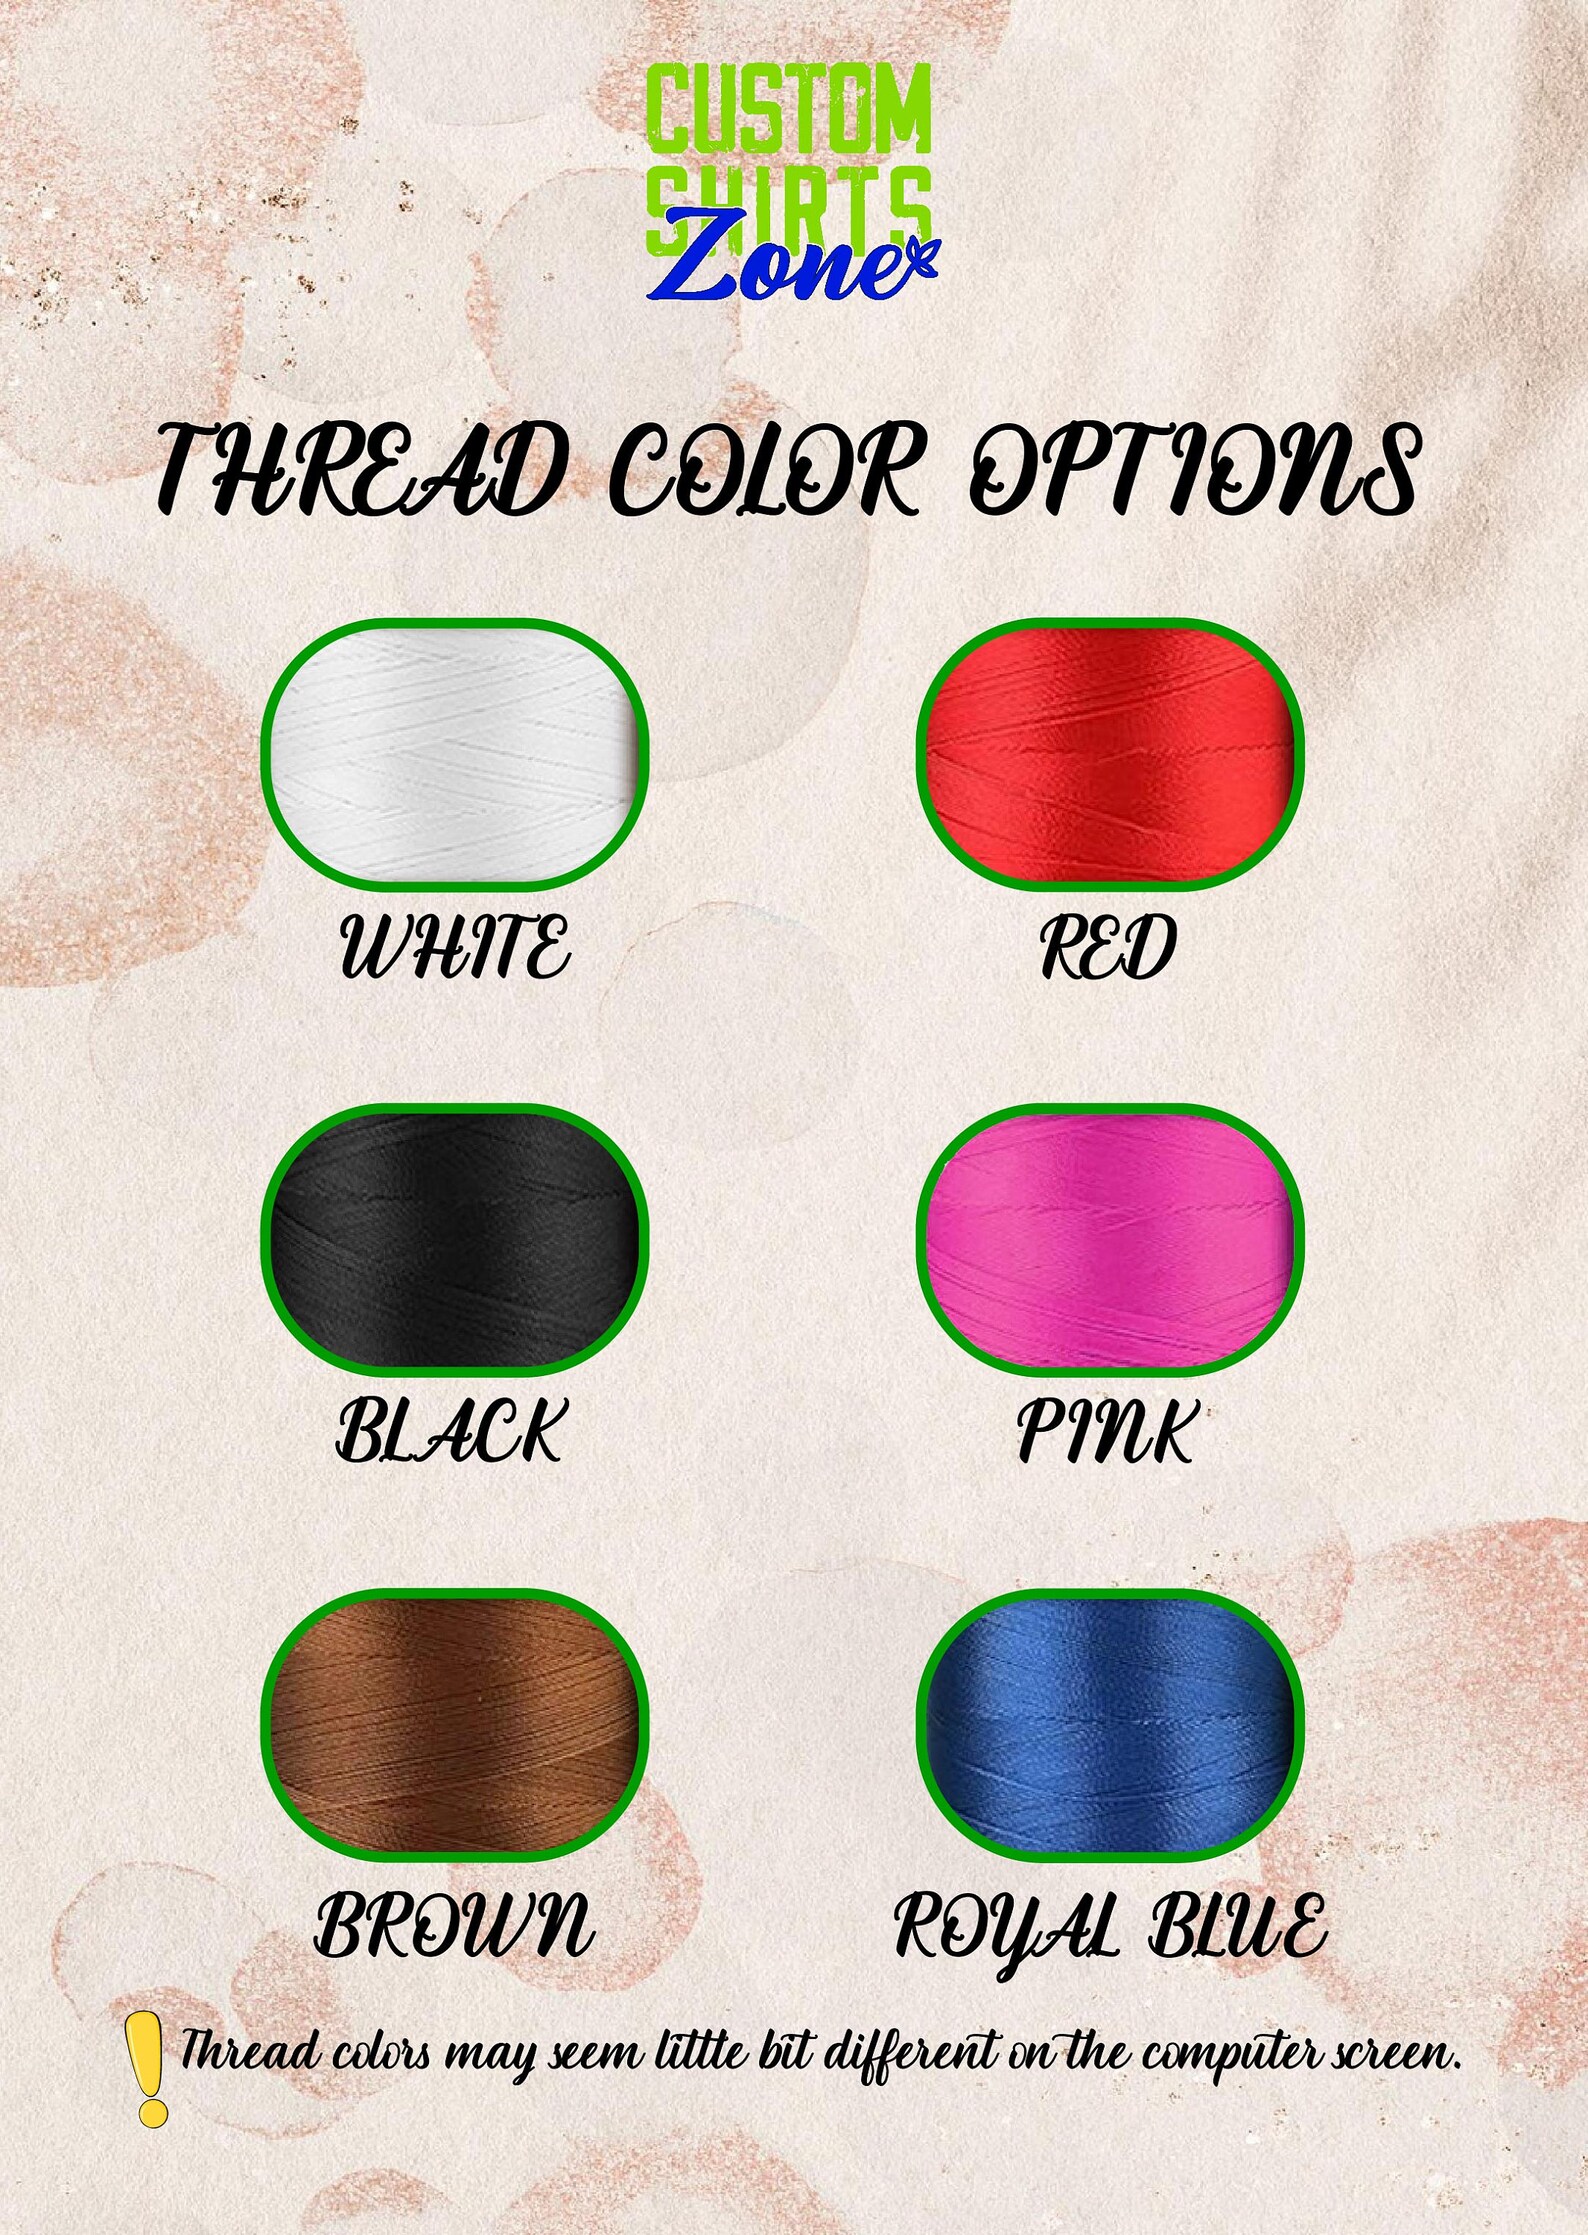 CUSTOM
SHIRTS
Zone
THREAD COLOR OPTIONS
WHITE
RED
BLACK
PINK
BROWN
ROYAL BLUE
Thread colors may seem little bit different on the computer screen.